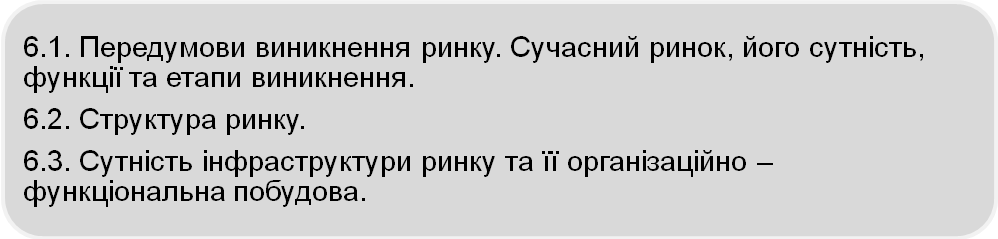 6.1. Передумови виникнення ринку. Сучасний ринок, його сутність,
функції та етапи виникнення.
6.2. Структура ринку.
6.3. Сутність інфраструктури ринку та її організаційно –
функціональна побудова.